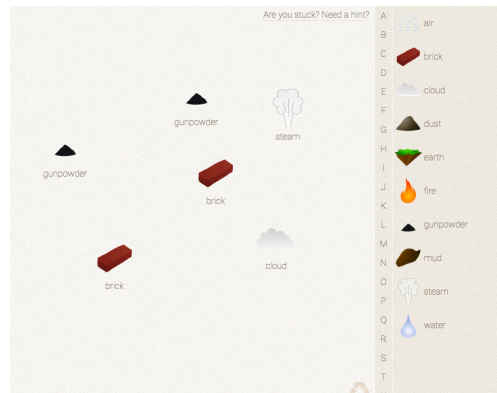 Are you stuck? Need a hint?
gunpowder
steam
gunpowder
brick
cloud
brick
A
B
C
D
E
F
G
H
I
J
K
L
M
N
O
P
Q
R
S
T
air
brick
cloud
dust
earth
fire
gunpowder
mud
steam
water